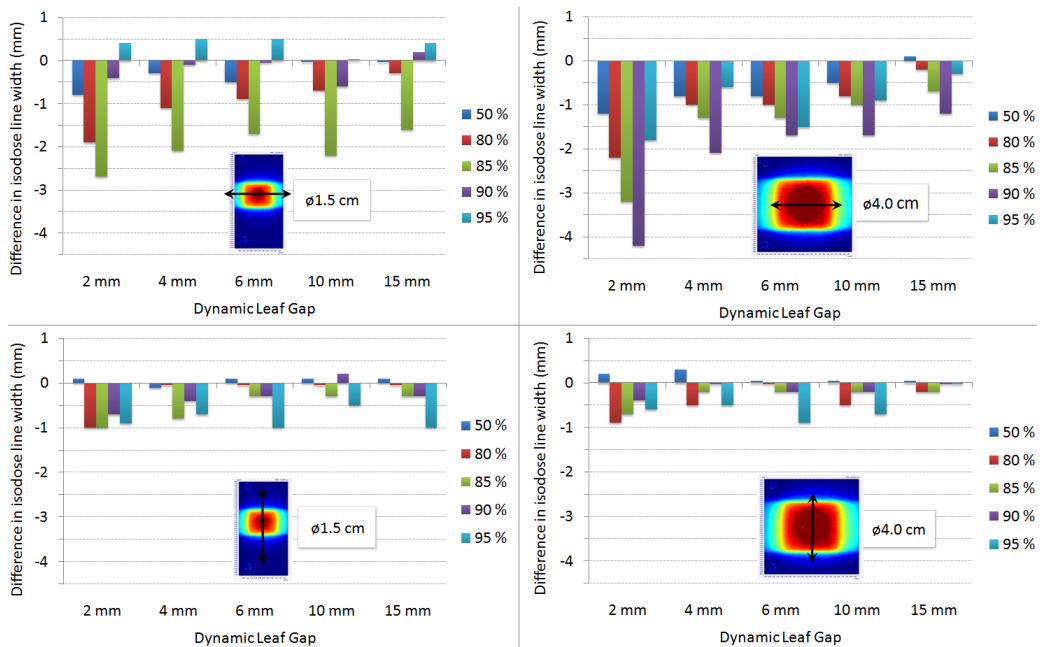 Difference in isodose line width (mm)
1
0
-1
-2
-3
-4
2 mm 4 mm 6 mm 10 mm 15 mm
Dynamic Leaf Gap
50 %
80 %
85 %
90 %
95 %
ø1.5 cm
Difference in isodose line width (mm)
1
0
-1
-2
-3
-4
2 mm 4 mm 6 mm 10 mm 15 mm
Dynamic Leaf Gap
50 %
80 %
85 %
90 %
95 %
ø4.0 cm
Difference in isodose line width (mm)
1
0
-1
-2
-3
-4
2 mm 4 mm 6 mm 10 mm 15 mm
Dynamic Leaf Gap
50 %
80 %
85 %
90 %
95 %
ø1.5 cm
Difference in isodose line width (mm)
1
0
-1
-2
-3
-4
2 mm 4 mm 6 mm 10 mm 15 mm
Dynamic Leaf Gap
50 %
80 %
85 %
90 %
95 %
ø4.0 cm